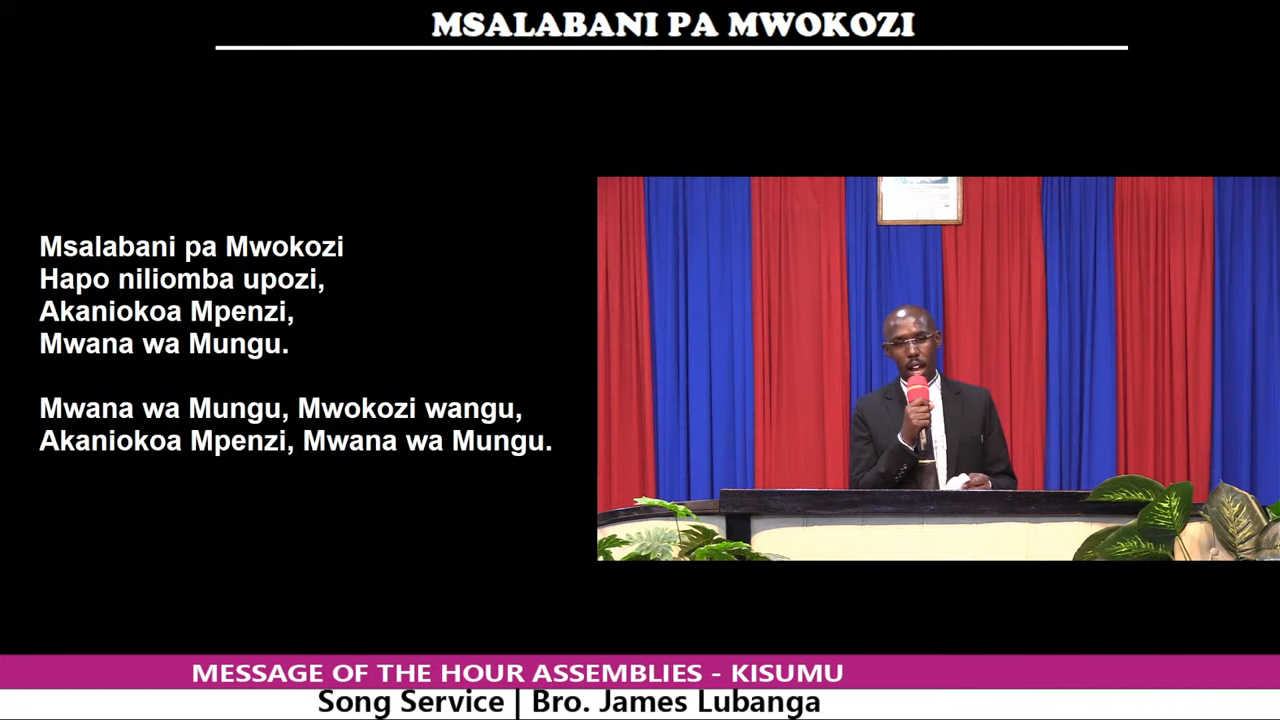 MSALABANI PA MWOKOZI
Msalabani pa Mwokozi
Hapo niliomba upozi,
Akaniokoa Mpenzi,
Mwana wa Mungu.
Mwana wa Mungu, Mwokozi wangu,
Akaniokoa Mpenzi, Mwana wa Mungu.
MESSAGE OF THE HOUR ASSEMBLIES - KISUMU
Song Service | Bro. James Lubanga